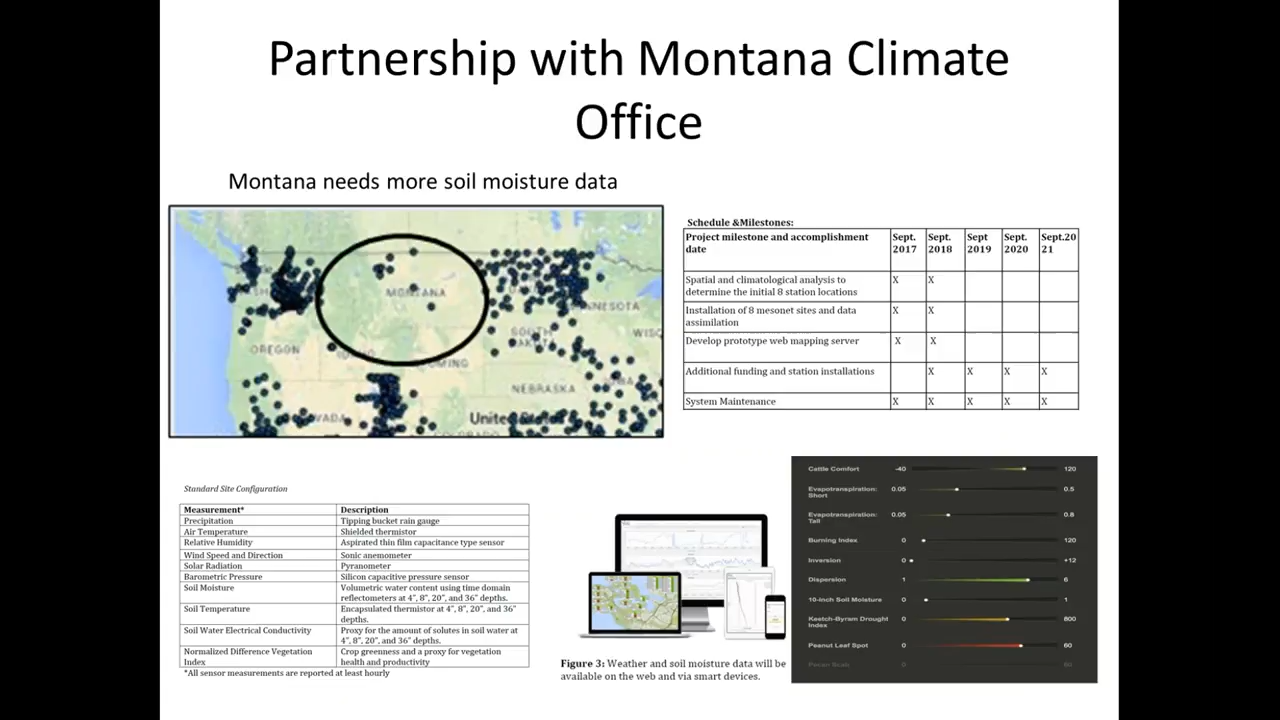 Partnership with Montana Climate
Office
Montana needs more soil moisture data
MONTANA
OREGON
NEBRASKA
United
Schedule &Milestones:
Project milestone and accomplishment date | Sept. 2017 | Sept. 2018 | Sept 2019 | Sept. 2020 | Sept.20 21
Spatial and climatological analysis to determine the initial 8 station locations | X | X
Installation of 8 mesonet sites and data assimilation | X | X
Develop prototype web mapping server | X | X
Additional funding and station installations | X | X | X | X
System Maintenance | X | X | X | X | X
Standard Site Configuration
Measurement* | Description
Precipitation | Tipping bucket rain gauge
Air Temperature | Shielded thermistor
Relative Humidity | Aspirated thin film capacitance type sensor
Wind Speed and Direction | Sonic anemometer
Solar Radiation | Pyranometer
Barometric Pressure | Silicon capacitive pressure sensor
Soil Moisture | Volumetric water content using time domain reflectometers at 4", 8", 20", and 36" depths.
Soil Temperature | Encapsulated thermistor at 4", 8", 20", and 36" depths.
Soil Water Electrical Conductivity | Proxy for the amount of solutes in soil water at 4", 8", 20", and 36" depths.
Normalized Difference Vegetation Index | Crop greenness and a proxy for vegetation health and productivity
*All sensor measurements are reported at least hourly
Figure 3: Weather and soil moisture data will be
available on the web and via smart devices.
Cattle Comfort -40 120
Evapotranspiration: Short 0.05 0.5
Evapotranspiration: Tall 0.05 0.8
Burning Index 0 120
Inversion 0 +12
Dispersion 1 6
10-inch Soil Moisture 0 1
Keetch-Byram Drought Index 0 800
Peanut Leaf Spot 0 60
Pecan Scab 0